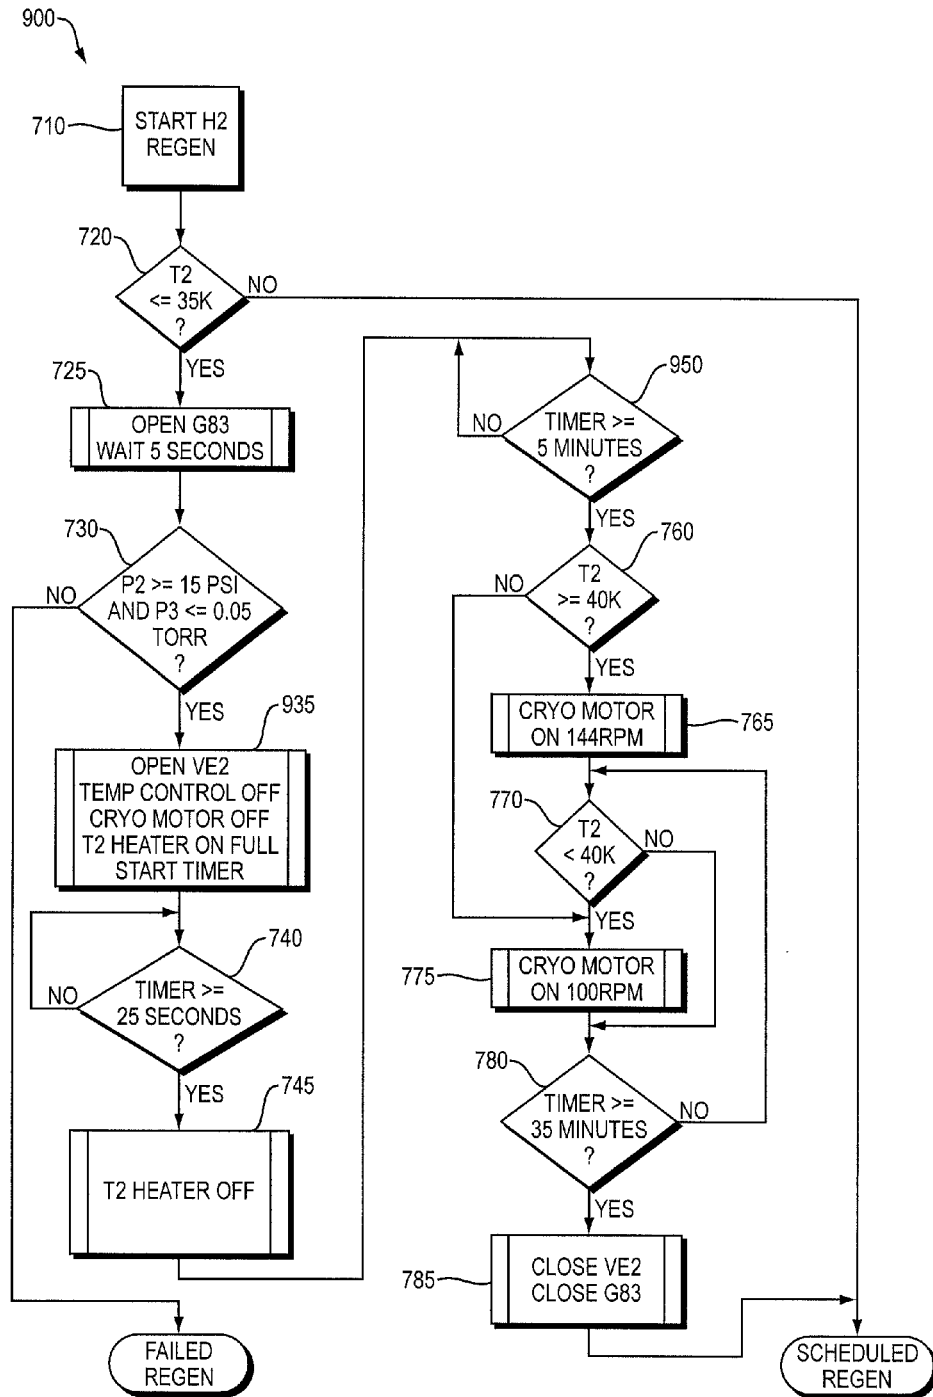 900
710
START H2
REGEN
720
T2
<= 35K
?
NO
YES
725
OPEN G83
WAIT 5 SECONDS
730
NO
P2 >= 15 PSI
AND P3 <= 0.05
TORR
?
YES
935
OPEN VE2
TEMP CONTROL OFF
CRYO MOTOR OFF
T2 HEATER ON FULL
START TIMER
740
NO
TIMER >=
25 SECONDS
?
YES
745
T2 HEATER OFF
FAILED
REGEN
950
NO
TIMER >=
5 MINUTES
?
YES
760
NO
T2
>= 40K
?
YES
CRYO MOTOR
ON 144RPM
765
770
T2
< 40K
?
NO
YES
775
CRYO MOTOR
ON 100RPM
780
TIMER >=
35 MINUTES
?
NO
YES
785
CLOSE VE2
CLOSE G83
SCHEDULED
REGEN